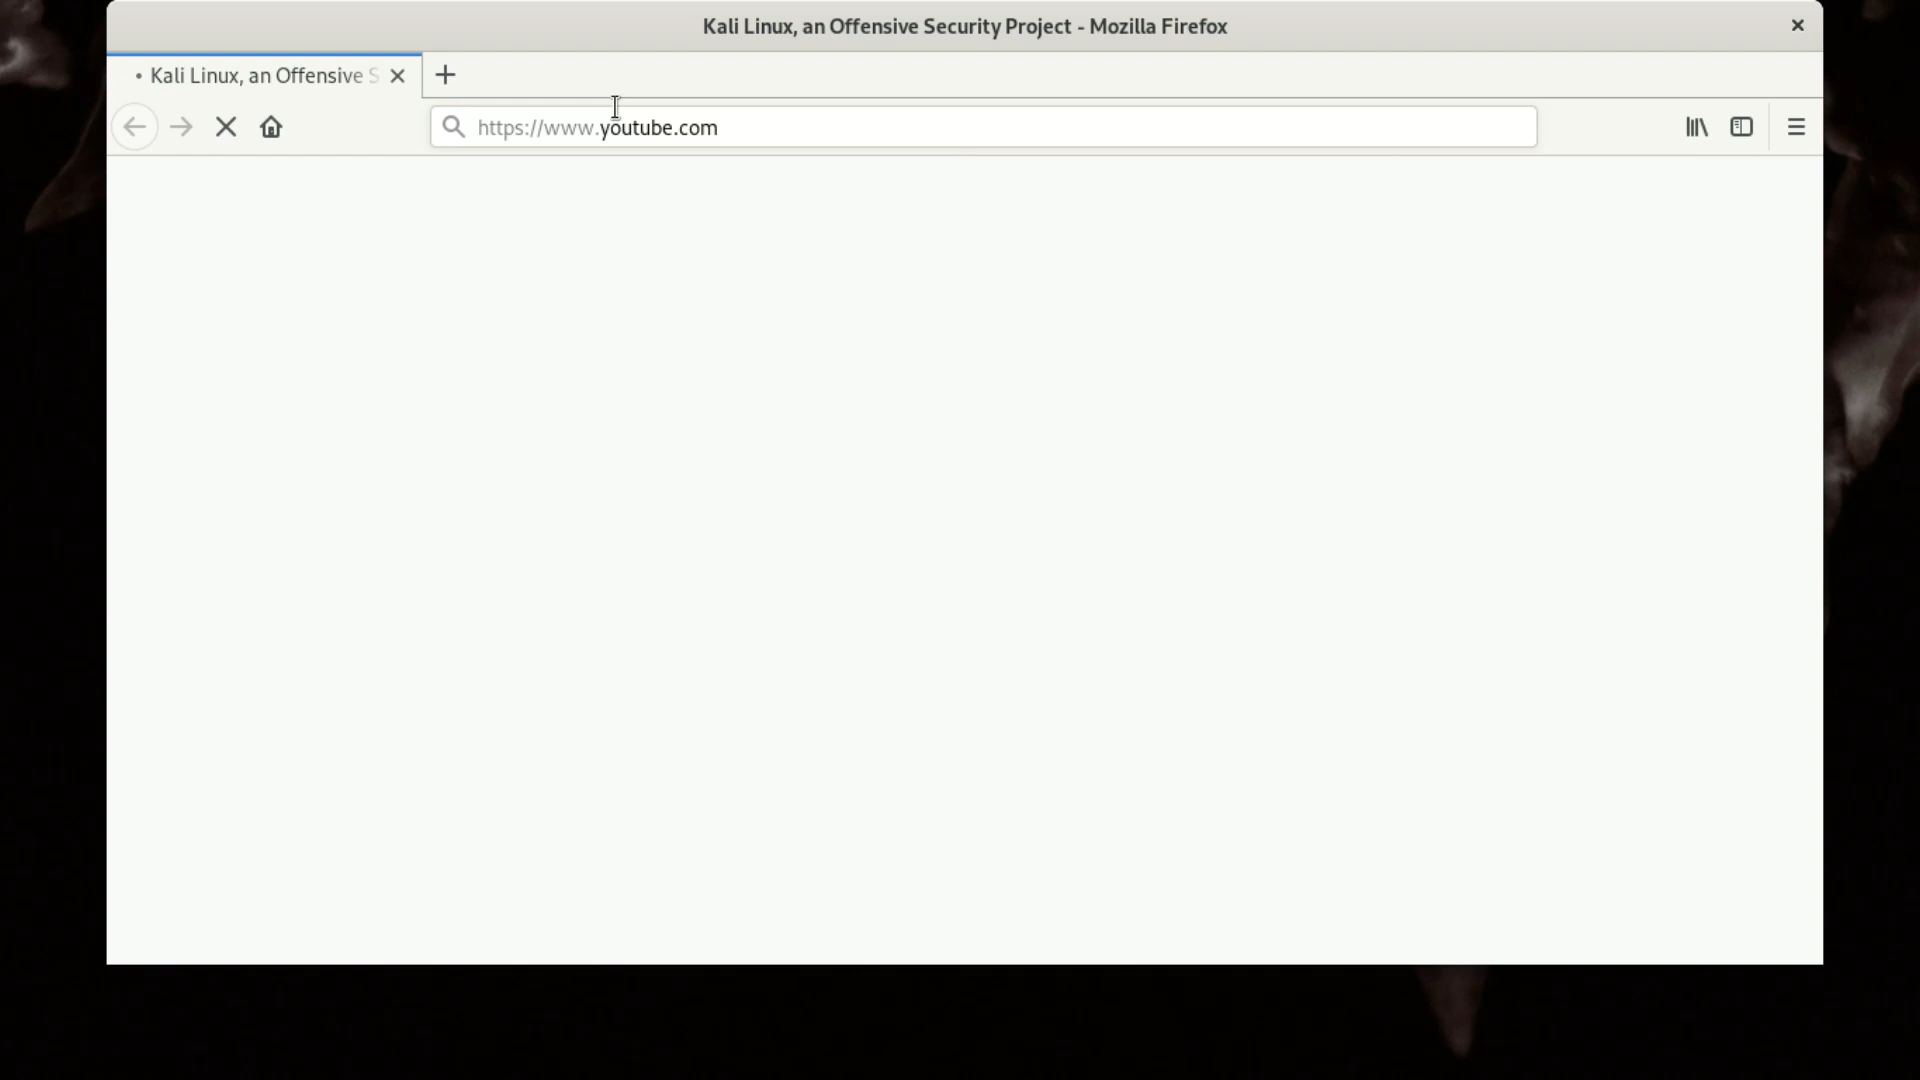 Kali Linux, an Offensive Security Project - Mozilla Firefox
Kali Linux, an Offensive S
https://www.youtube.com